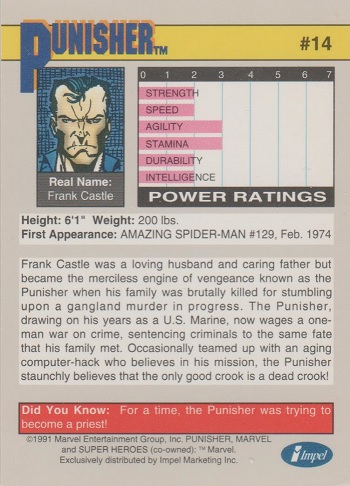 PUNISHER™
#14
0 1 2 3 4 5 6 7
STRENGTH
SPEED
AGILITY
STAMINA
DURABILITY
INTELLIGENCE
POWER RATINGS
Real Name:
Frank Castle
Height: 6'1" Weight: 200 lbs.
First Appearance: AMAZING SPIDER-MAN #129, Feb. 1974
Frank Castle was a loving husband and caring father but
became the merciless engine of vengeance known as the
Punisher when his family was brutally killed for stumbling
upon a gangland murder in progress. The Punisher,
drawing on his years as a U.S. Marine, now wages a one-
man war on crime, sentencing criminals to the same fate
that his family met. Occasionally teamed up with an aging
computer-hack who believes in his mission, the Punisher
staunchly believes that the only good crook is a dead crook!
Did You Know: For a time, the Punisher was trying to
become a priest!
©1991 Marvel Entertainment Group, Inc. PUNISHER, MARVEL
and SUPER HEROES (co-owned): ™ Marvel.
Exclusively distributed by Impel Marketing Inc.
Impel